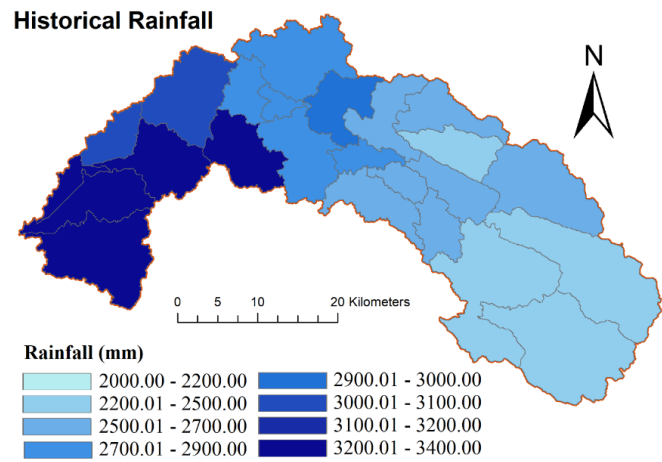 Historical Rainfall
N
0 5 10 20 Kilometers
Rainfall (mm)
2000.00 - 2200.00
2200.01 - 2500.00
2500.01 - 2700.00
2700.01 - 2900.00
2900.01 - 3000.00
3000.01 - 3100.00
3100.01 - 3200.00
3200.01 - 3400.00